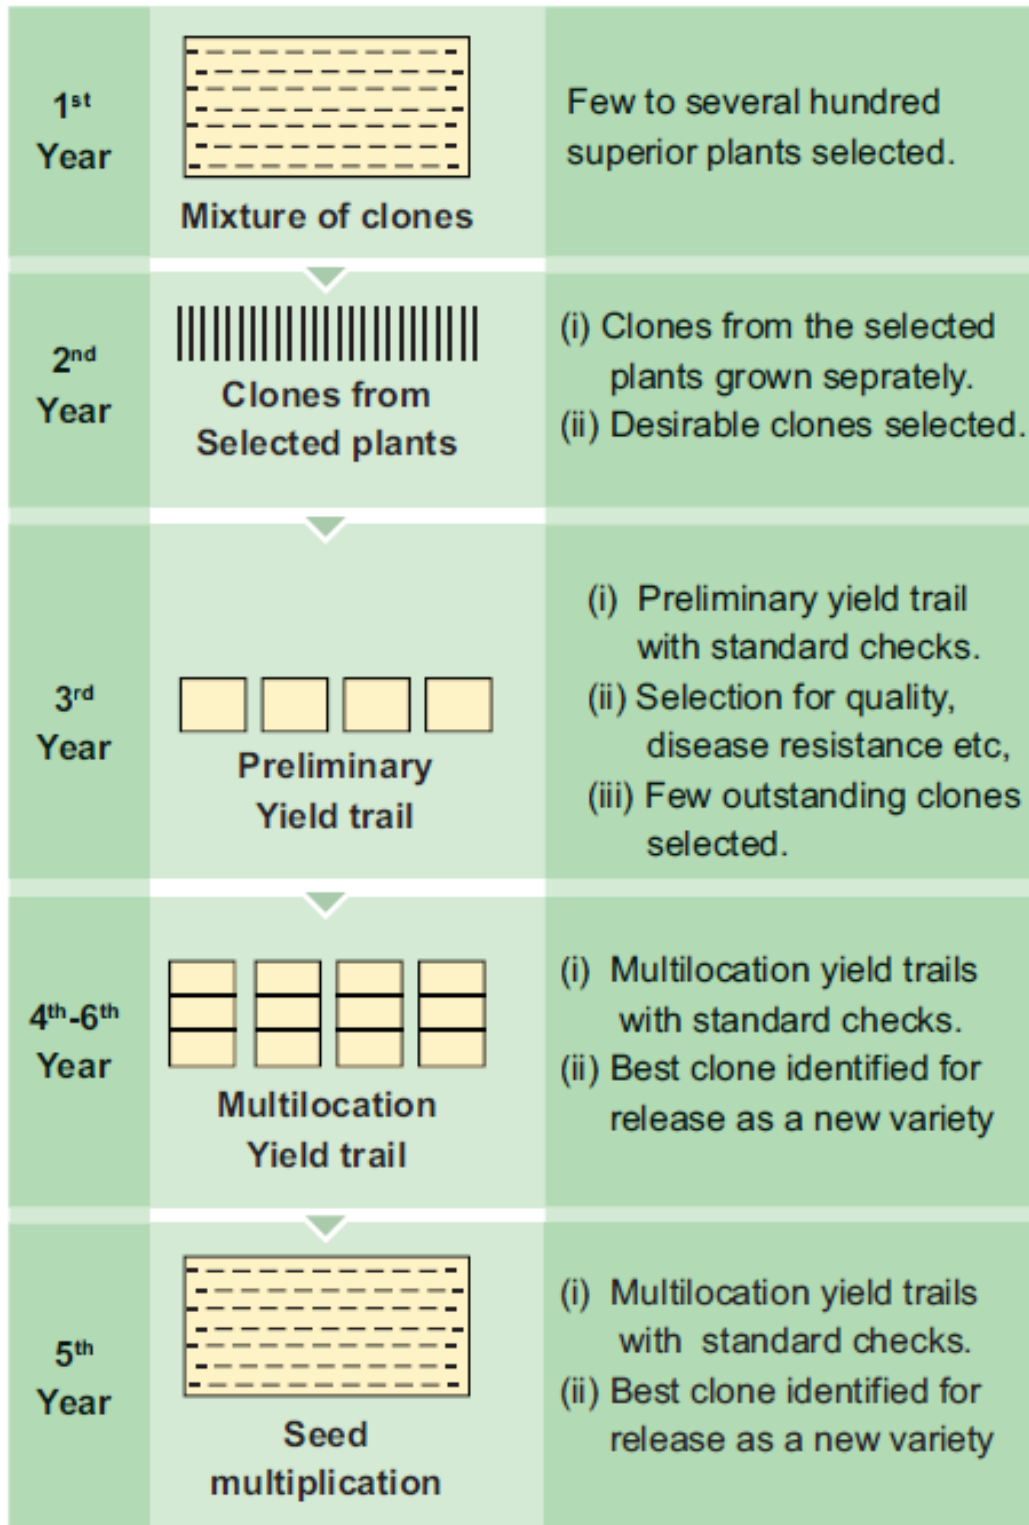 1st
Year
Mixture of clones
Few to several hundred
superior plants selected.
2nd
Year
Clones from
Selected plants
(i) Clones from the selected
plants grown seprately.
(ii) Desirable clones selected.
3rd
Year
Preliminary
Yield trail
(i) Preliminary yield trail
with standard checks.
(ii) Selection for quality,
disease resistance etc,
(iii) Few outstanding clones
selected.
4th-6th
Year
Multilocation
Yield trail
(i) Multilocation yield trails
with standard checks.
(ii) Best clone identified for
release as a new variety
5th
Year
Seed
multiplication
(i) Multilocation yield trails
with standard checks.
(ii) Best clone identified for
release as a new variety